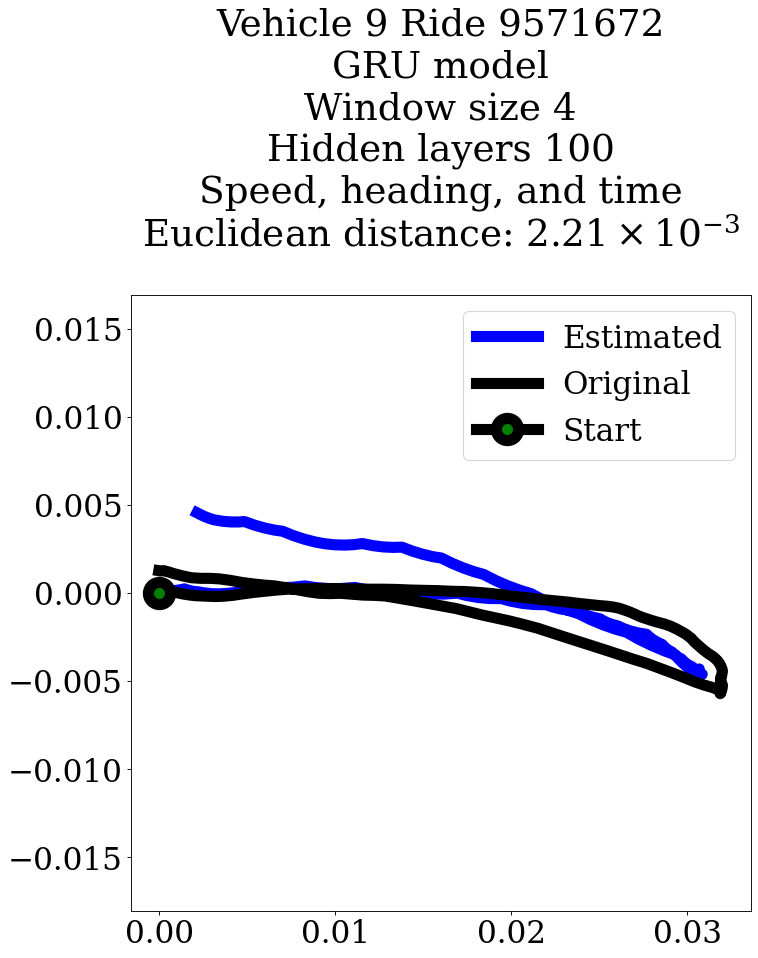 Vehicle 9 Ride 9571672
GRU model
Window size 4
Hidden layers 100
Speed, heading, and time
Euclidean distance: 2.21 × 10⁻³
Estimated
Original
Start
0.015
0.010
0.005
0.000
−0.005
−0.010
−0.015
0.00 0.01 0.02 0.03